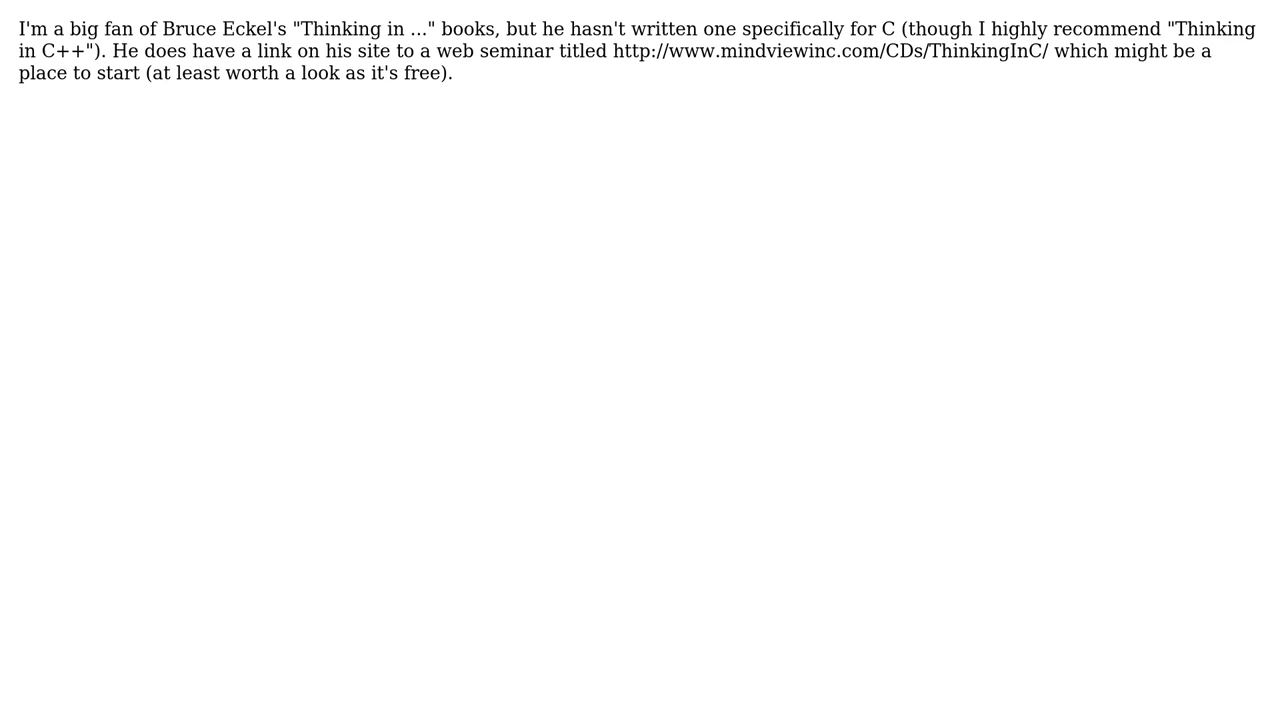 I'm a big fan of Bruce Eckel's "Thinking in ..." books, but he hasn't written one specifically for C (though I highly recommend "Thinking
in C++"). He does have a link on his site to a web seminar titled http://www.mindviewinc.com/CDs/ThinkingInC/ which might be a
place to start (at least worth a look as it's free).